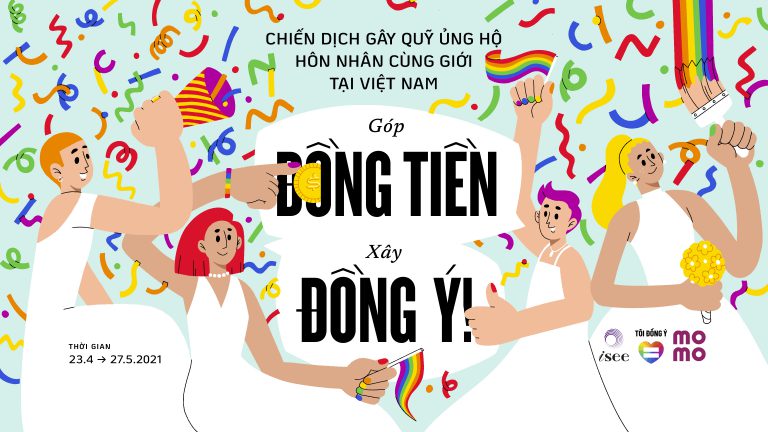 CHIẾN DỊCH GÂY QUỸ ỦNG HỘ
HÔN NHÂN CÙNG GIỚI
TẠI VIỆT NAM
Góp
ĐỒNG TIỀN
Xây
ĐỒNG Ý!
THỜI GIAN
23.4 → 27.5.2021
isee
TÔI ĐỒNG Ý
mo
mo